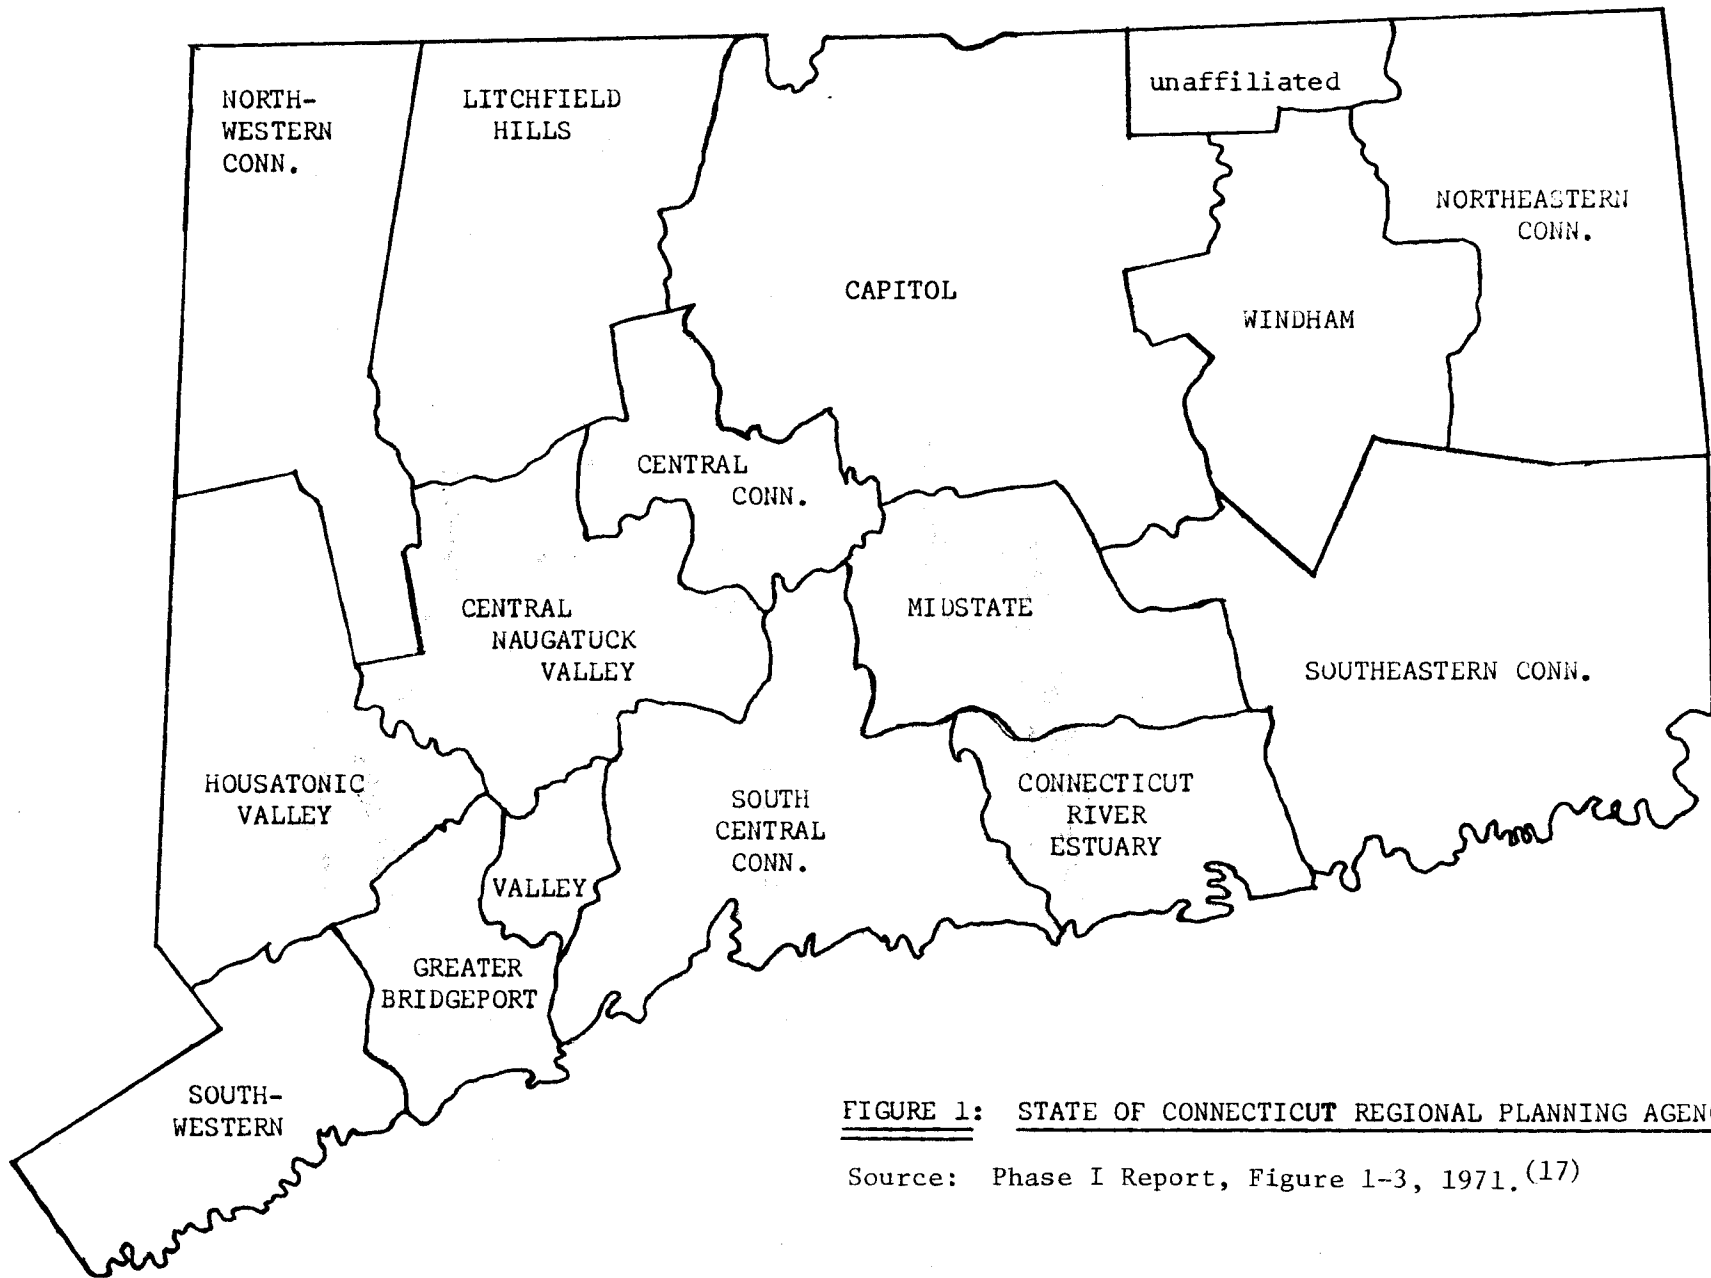 NORTH-
WESTERN
CONN.
LITCHFIELD
HILLS
unaffiliated
NORTHEASTERN
CONN.
CAPITOL
WINDHAM
CENTRAL
CONN.
CENTRAL
NAUGATUCK
VALLEY
MIDSTATE
SOUTHEASTERN CONN.
HOUSATONIC
VALLEY
SOUTH
CENTRAL
CONN.
CONNECTICUT
RIVER
ESTUARY
VALLEY
GREATER
BRIDGEPORT
SOUTH-
WESTERN
FIGURE 1: STATE OF CONNECTICUT REGIONAL PLANNING AGEN
Source: Phase I Report, Figure 1-3, 1971.(17)